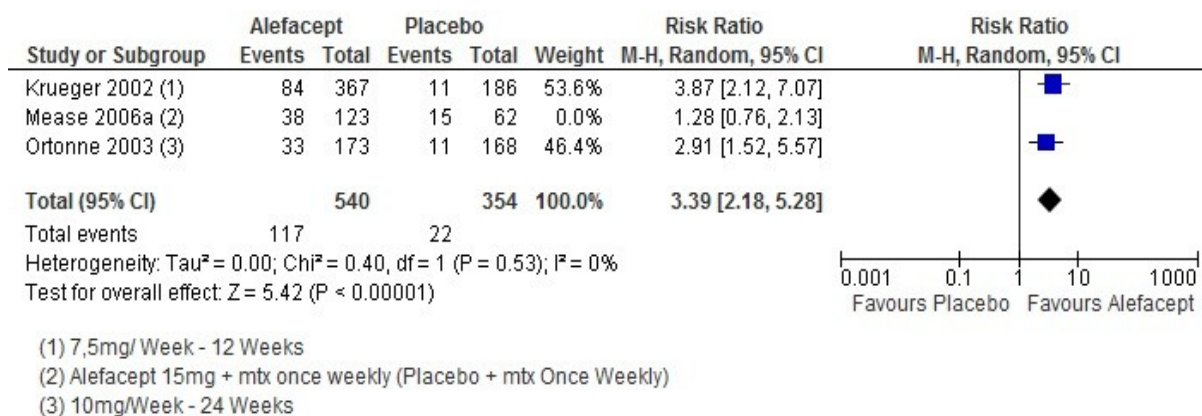 Alefacept Placebo Risk Ratio Risk Ratio
Study or Subgroup Events Total Events Total Weight M-H, Random, 95% CI M-H, Random, 95% CI
Krueger 2002 (1) 84 367 11 186 53.6% 3.87 [2.12, 7.07]
Mease 2006a (2) 38 123 15 62 0.0% 1.28 [0.76, 2.13]
Ortonne 2003 (3) 33 173 11 168 46.4% 2.91 [1.52, 5.57]
Total (95% CI) 540 354 100.0% 3.39 [2.18, 5.28]
Total events 117 22
Heterogeneity: Tau² = 0.00; Chi² = 0.40, df = 1 (P = 0.53); I² = 0%
Test for overall effect: Z = 5.42 (P < 0.00001)
0.001 0.1 1 10 1000
Favours Placebo Favours Alefacept
(1) 7,5mg/ Week - 12 Weeks
(2) Alefacept 15mg + mtx once weekly (Placebo + mtx Once Weekly)
(3) 10mg/Week - 24 Weeks